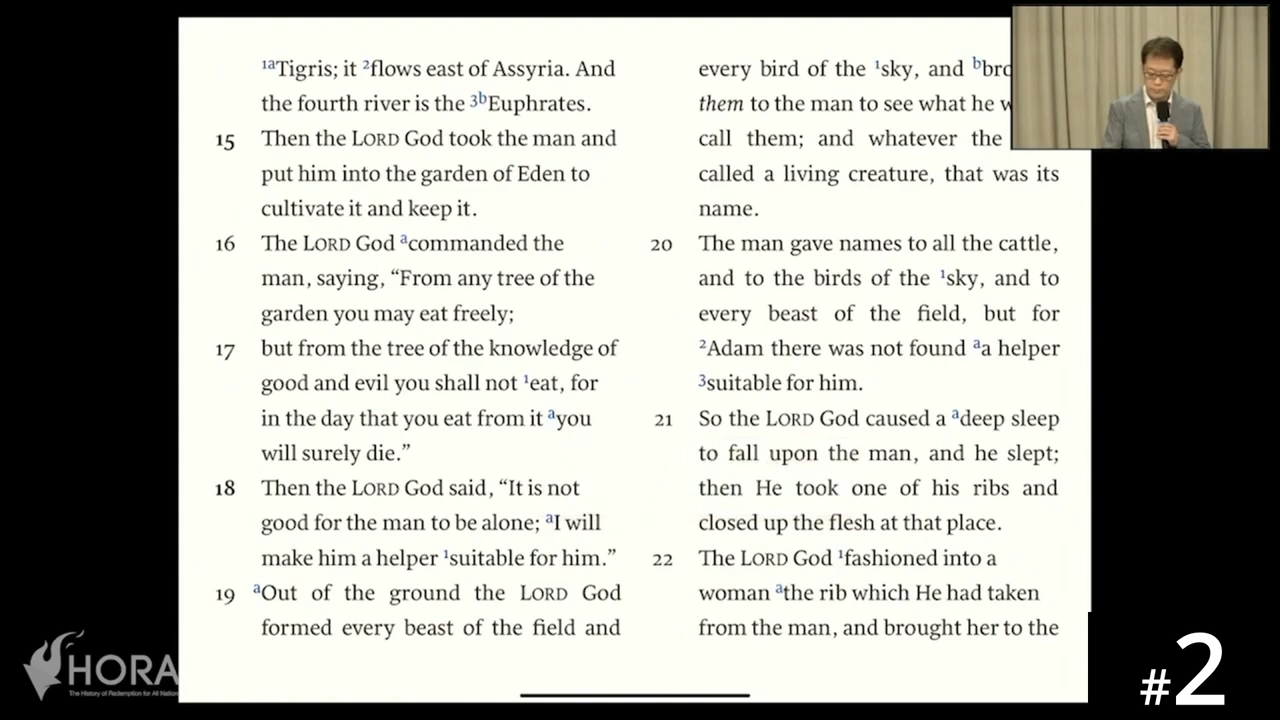 ¹ᵃTigris; it ²flows east of Assyria. And
the fourth river is the ³ᵇEuphrates.
15 Then the LORD God took the man and
put him into the garden of Eden to
cultivate it and keep it.
16 The LORD God ᵃcommanded the
man, saying, “From any tree of the
garden you may eat freely;
17 but from the tree of the knowledge of
good and evil you shall not ¹eat, for
in the day that you eat from it ᵃyou
will surely die.”
18 Then the LORD God said, “It is not
good for the man to be alone; ᵃI will
make him a helper ¹suitable for him.”
19 ᵃOut of the ground the LORD God
formed every beast of the field and
every bird of the ¹sky, and ᵇbro
them to the man to see what he w
call them; and whatever the
called a living creature, that was its
name.
20 The man gave names to all the cattle,
and to the birds of the ¹sky, and to
every beast of the field, but for
²Adam there was not found ᵃa helper
³suitable for him.
21 So the LORD God caused a ᵃdeep sleep
to fall upon the man, and he slept;
then He took one of his ribs and
closed up the flesh at that place.
22 The LORD God ¹fashioned into a
woman ᵃthe rib which He had taken
from the man, and brought her to the
HORA
The History of Redemption for All Nation
#2